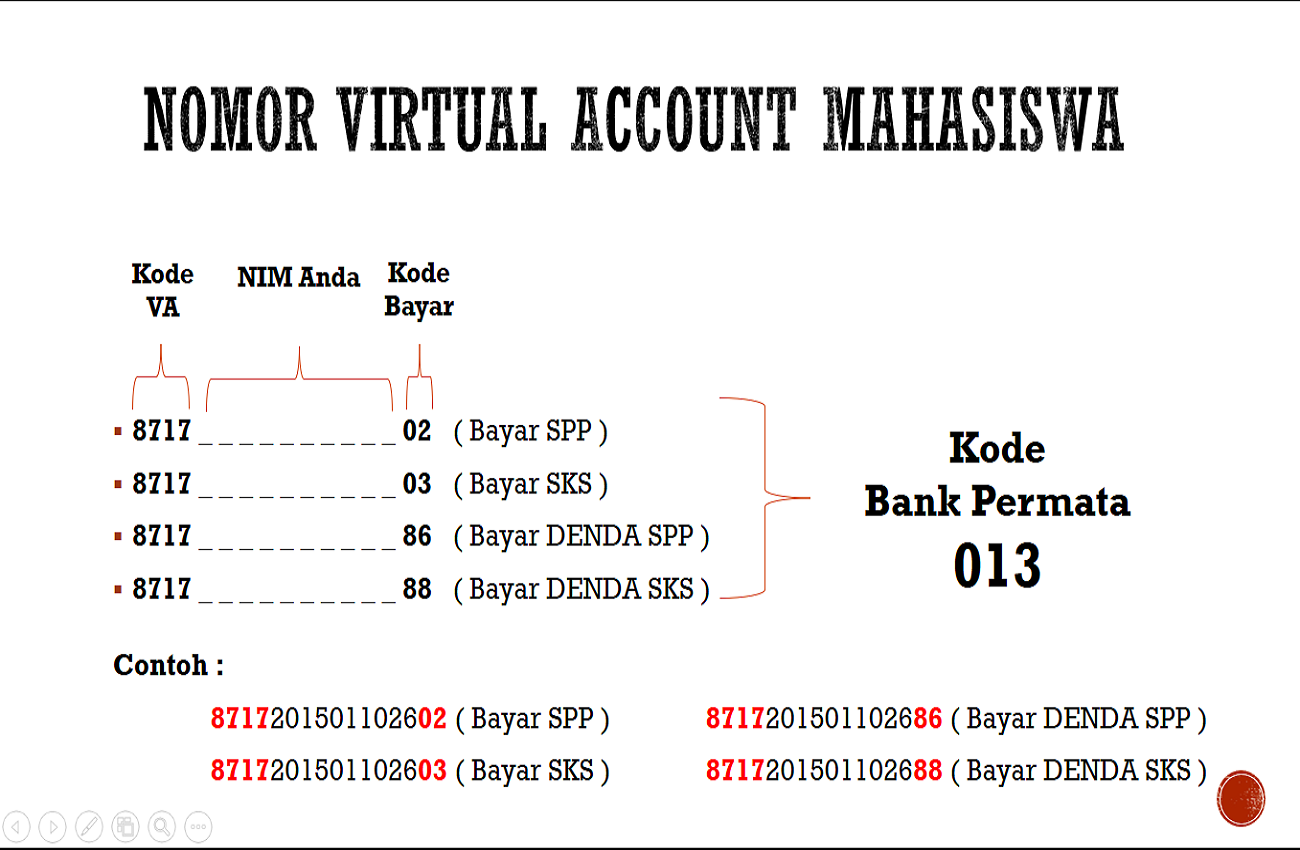 NOMOR VIRTUAL ACCOUNT MAHASISWA
Kode VA
NIM Anda
Kode Bayar
8717 _ _ _ _ _ _ _ _ _ _ 02 ( Bayar SPP )
8717 _ _ _ _ _ _ _ _ _ _ 03 ( Bayar SKS )
8717 _ _ _ _ _ _ _ _ _ _ 86 ( Bayar DENDA SPP )
8717 _ _ _ _ _ _ _ _ _ _ 88 ( Bayar DENDA SKS )
Kode
Bank Permata
013
Contoh :
8717201501102602 ( Bayar SPP )
8717201501102603 ( Bayar SKS )
8717201501102686 ( Bayar DENDA SPP )
8717201501102688 ( Bayar DENDA SKS )